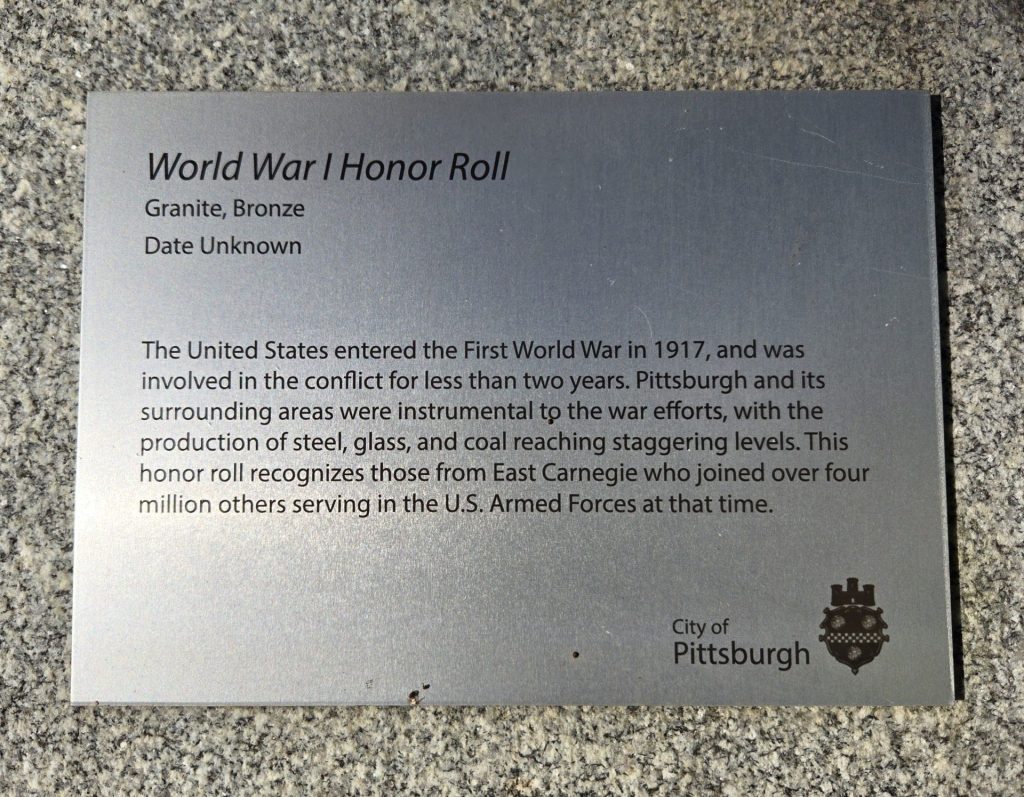 World War I Honor Roll
Granite, Bronze
Date Unknown
The United States entered the First World War in 1917, and was
involved in the conflict for less than two years. Pittsburgh and its
surrounding areas were instrumental to the war efforts, with the
production of steel, glass, and coal reaching staggering levels. This
honor roll recognizes those from East Carnegie who joined over four
million others serving in the U.S. Armed Forces at that time.
City of
Pittsburgh